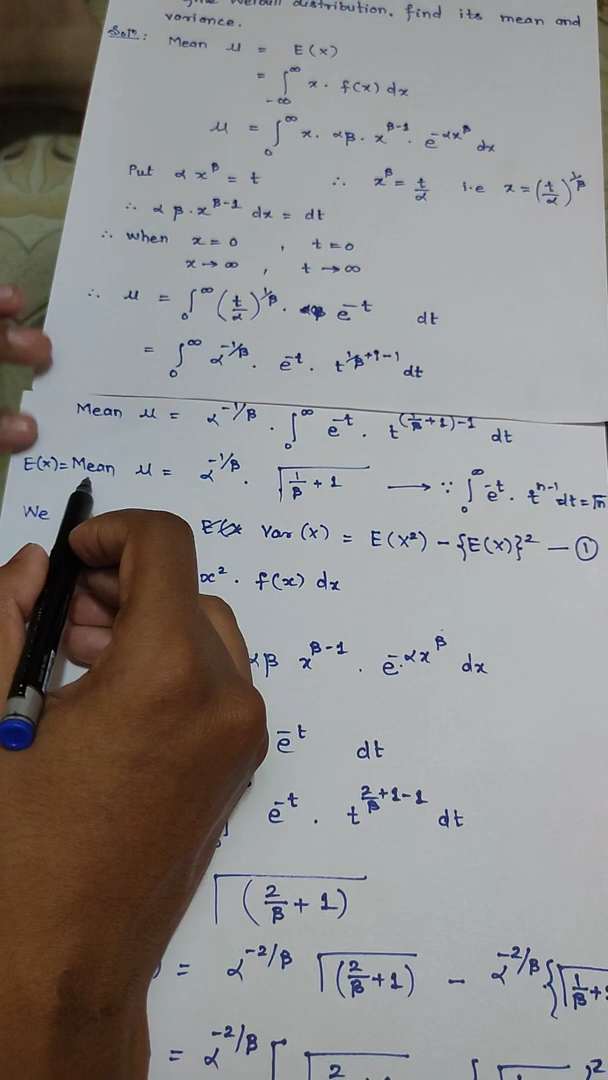 Weibull distribution. find its mean and
variance.
Soln: Mean μ = E(x)
= ∫_{-∞}^{∞} x . f(x) dx
μ = ∫_0^∞ x . αβ . x^{β-1} . e^{-αx^β} dx
Put αx^β = t ∴ x^β = t/α i.e x = (t/α)^{1/β}
∴ αβ . x^{β-1} dx = dt
∴ when x = 0 , t = 0
x → ∞ , t → ∞
∴ μ = ∫_0^∞ (t/α)^{1/β} . e^{-t} dt
= ∫_0^∞ α^{-1/β} . e^{-t} . t^{1/β+1-1} dt
Mean μ = α^{-1/β} . ∫_0^∞ e^{-t} . t^{(1/β+1)-1} dt
E(x) = Mean μ = α^{-1/β} . Γ(1/β + 1) ⟶ ∵ ∫_0^∞ e^{-t} . t^{n-1} dt = Γn
We Var (x) = E(x²) - {E(x)}² — ①
x² . f(x) dx
αβ x^{β-1} . e^{-αx^β} dx
e^{-t} dt
e^{-t} . t^{2/β+1-1} dt
Γ(2/β + 1)
= α^{-2/β} Γ(2/β+1) - α^{-2/β} {Γ(1/β+
= α^{-2/β} [ Γ 2